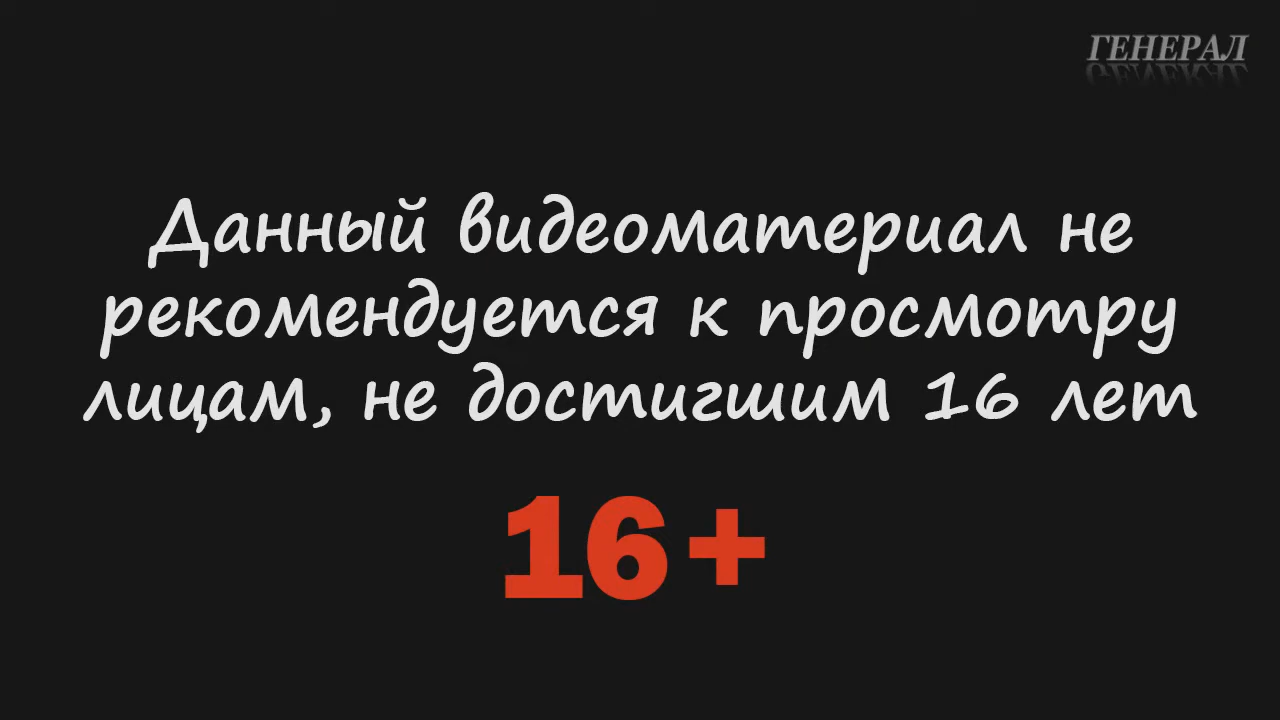 ГЕНЕРАЛ
Данный видеоматериал не
рекомендуется к просмотру
лицам, не достигшим 16 лет
16+